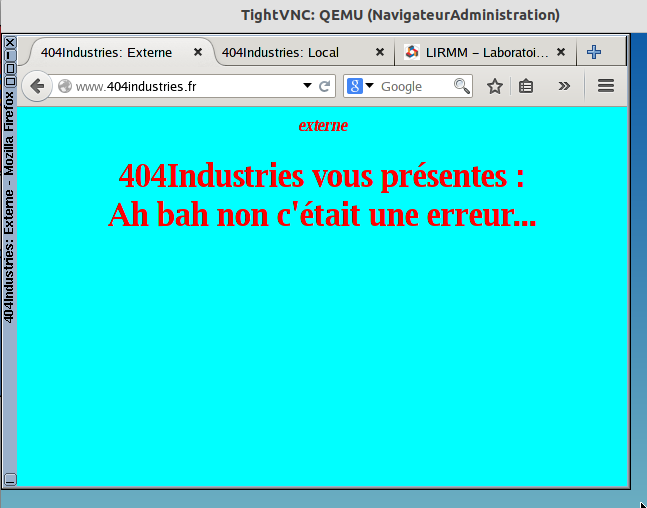 TightVNC: QEMU (NavigateurAdministration)
404Industries: Externe - Mozilla Firefox
404Industries: Externe
404Industries: Local
LIRMM – Laboratoi...
www.404industries.fr
Google
externe
404Industries vous présentes :
Ah bah non c'était une erreur...